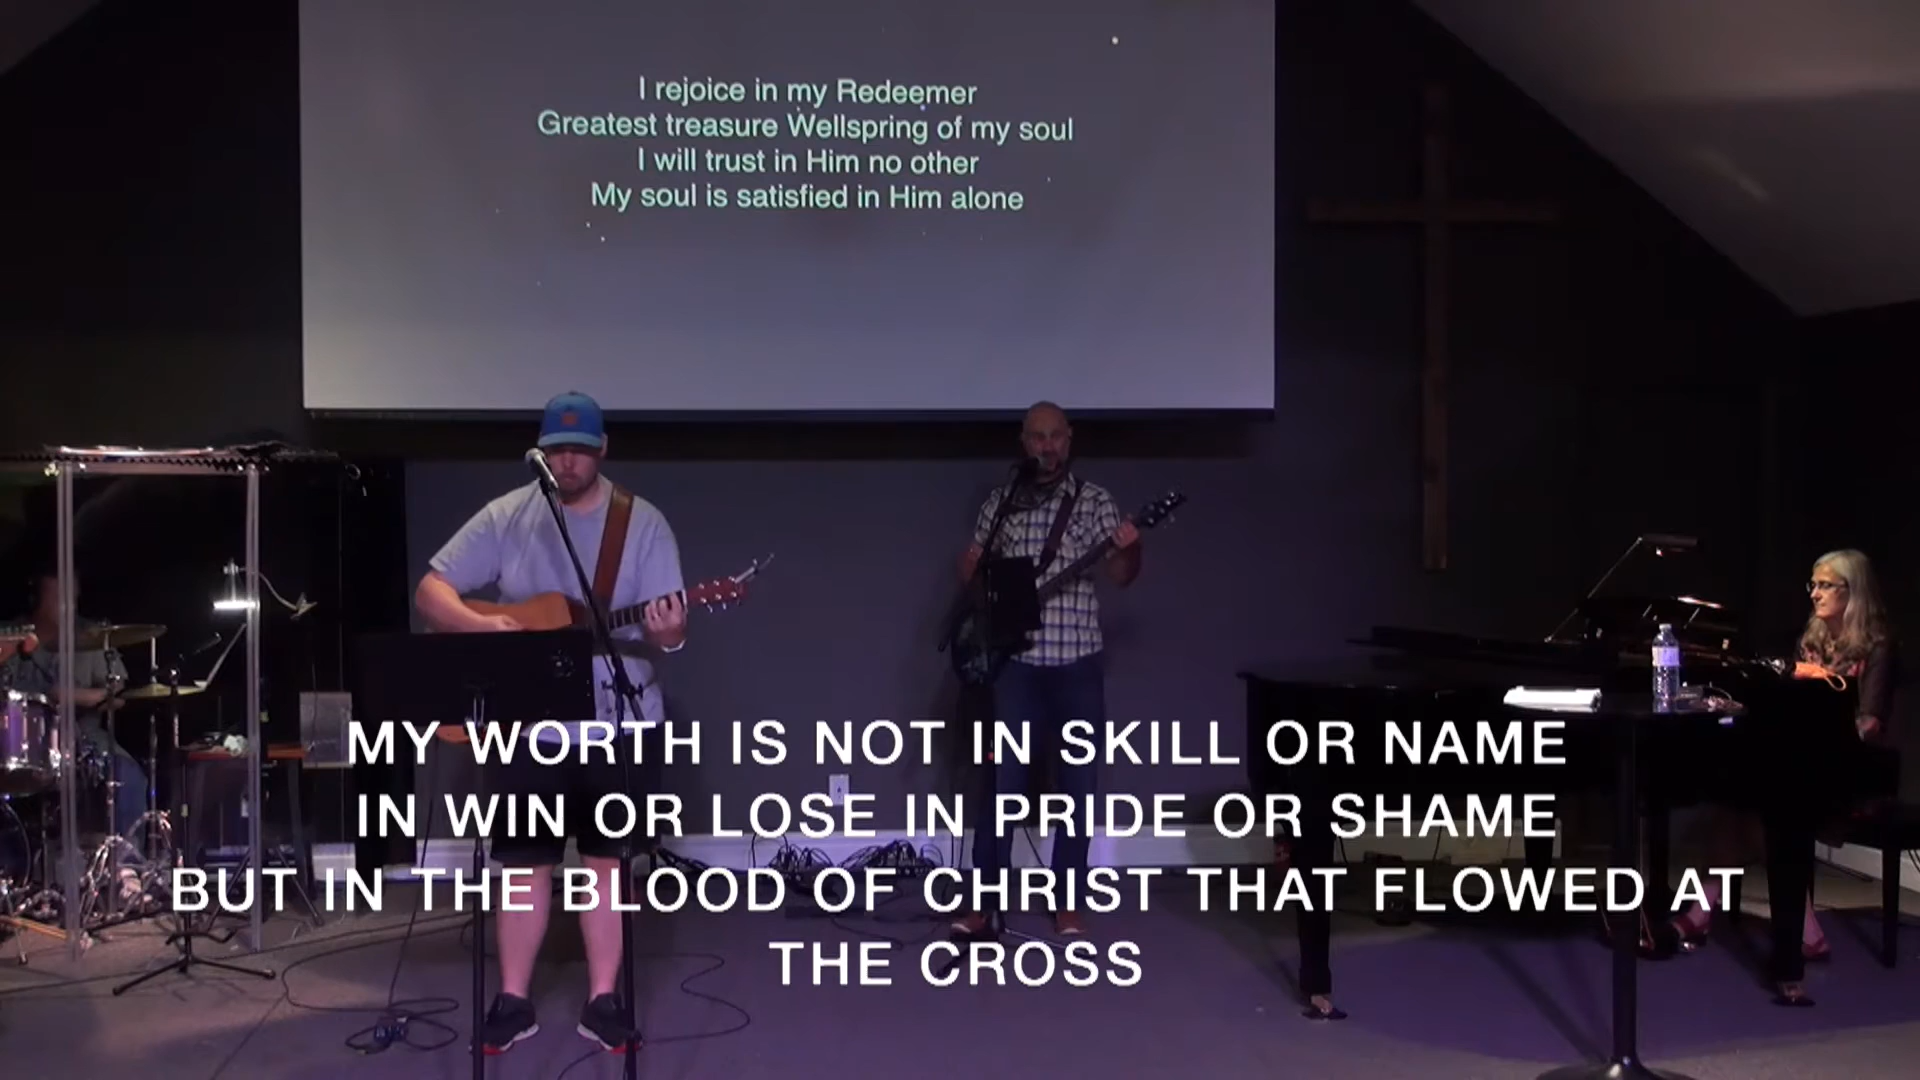 I rejoice in my Redeemer
Greatest treasure Wellspring of my soul
I will trust in Him no other
My soul is satisfied in Him alone
MY WORTH IS NOT IN SKILL OR NAME
IN WIN OR LOSE IN PRIDE OR SHAME
BUT IN THE BLOOD OF CHRIST THAT FLOWED AT
THE CROSS